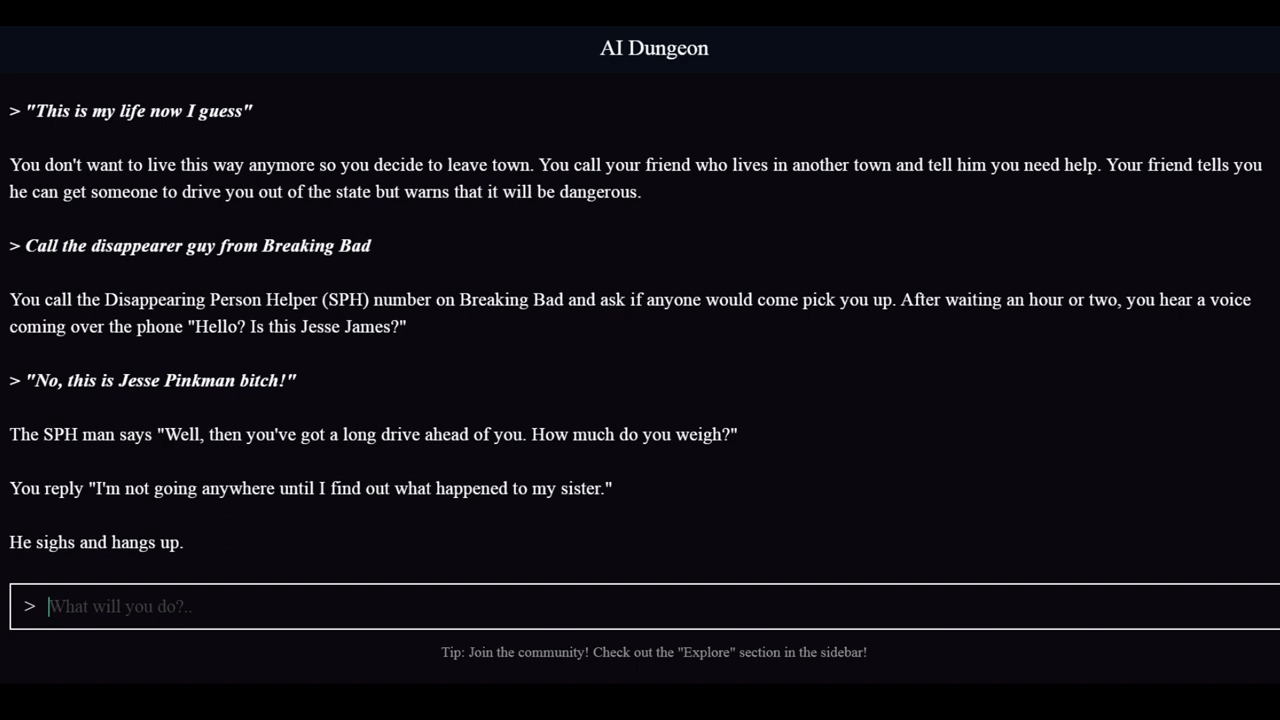 AI Dungeon
> "This is my life now I guess"
You don't want to live this way anymore so you decide to leave town. You call your friend who lives in another town and tell him you need help. Your friend tells you
he can get someone to drive you out of the state but warns that it will be dangerous.
> Call the disappearer guy from Breaking Bad
You call the Disappearing Person Helper (SPH) number on Breaking Bad and ask if anyone would come pick you up. After waiting an hour or two, you hear a voice
coming over the phone "Hello? Is this Jesse James?"
> "No, this is Jesse Pinkman bitch!"
The SPH man says "Well, then you've got a long drive ahead of you. How much do you weigh?"
You reply "I'm not going anywhere until I find out what happened to my sister."
He sighs and hangs up.
> What will you do?..
Tip: Join the community! Check out the "Explore" section in the sidebar!